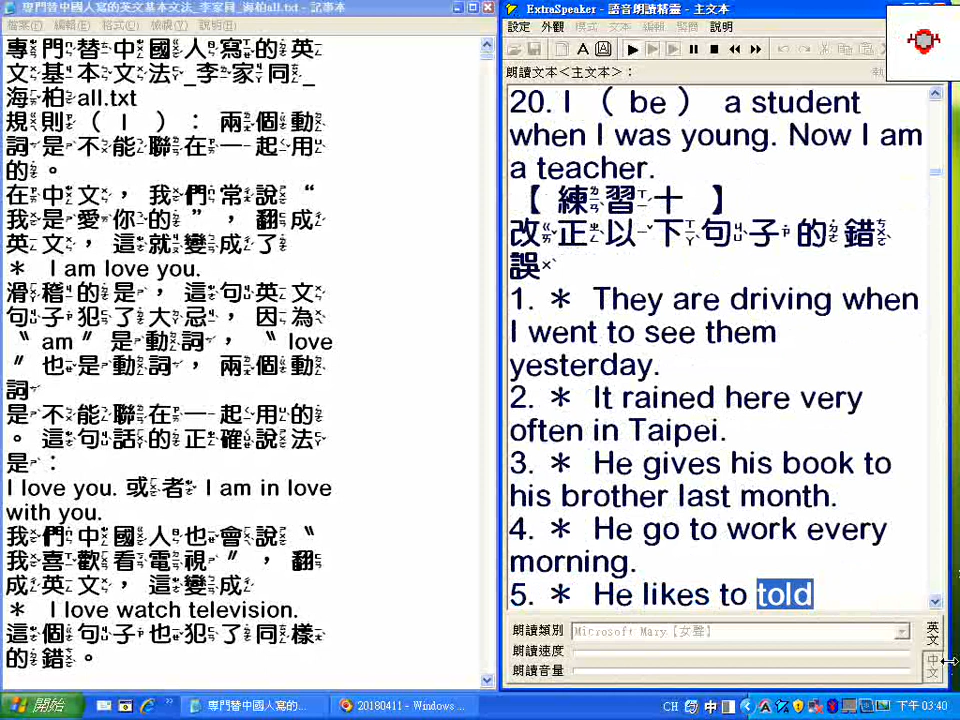 專門替中國人寫的英文基本文法_李家同_海柏all.txt - 記事本
檔案(F) 編輯(E) 格式(O) 檢視(V) 說明(H)
專門替中國人寫的英
文基本文法_李家同_
海柏all.txt
規則（1）：兩個動
詞是不能聯在一起用
的。
在中文，我們常說“
我是愛你的”，翻成
英文，這就變成了
＊ I am love you.
滑稽的是，這句英文
句子犯了大忌，因為
〝am〞是動詞，〝love
〞也是動詞，兩個動
詞
是不能聯在一起用的
。這句話的正確說法
是：
I love you. 或者 I am in love
with you.
我們中國人也會說〝
我喜歡看電視〞，翻
成英文，這變成
＊ I love watch television.
這個句子也犯了同樣
的錯。
ExtraSpeaker - 語音朗讀精靈 - 主文本
設定 外觀 模式 文本 編輯 幫間 說明
朗讀文本<主文本>：
20. I （ be ） a student
when I was young. Now I am
a teacher.
【 練習十 】
改正以下句子的錯
誤
1. ＊ They are driving when
I went to see them
yesterday.
2. ＊ It rained here very
often in Taipei.
3. ＊ He gives his book to
his brother last month.
4. ＊ He go to work every
morning.
5. ＊ He likes to told
朗讀類別 Microsoft Mary【女聲】
朗讀速度
朗讀音量
英文
中文
開始
專門替中國人寫的...
20180411 - Windows ...
CH 中
下午 03:40